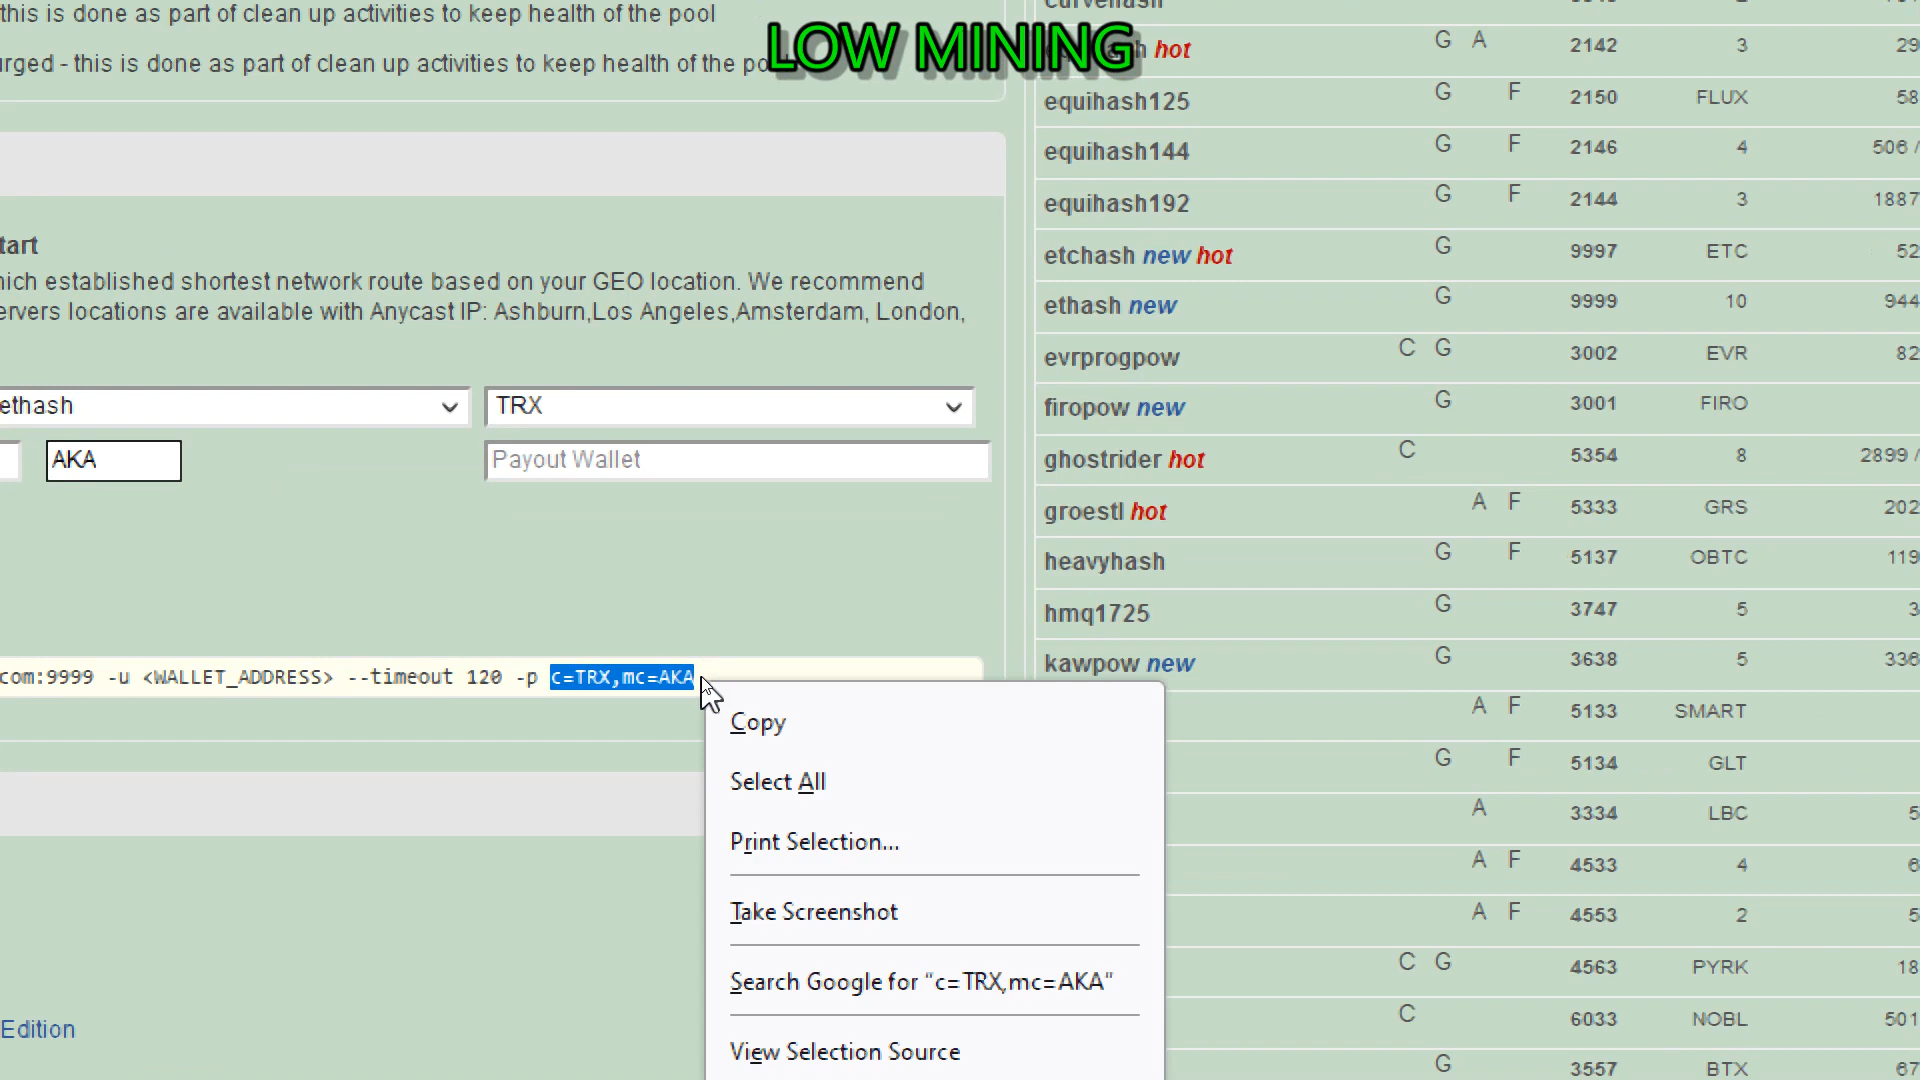 this is done as part of clean up activities to keep health of the pool
LOW MINING
urged - this is done as part of clean up activities to keep health of the
tart
hich established shortest network route based on your GEO location. We recommend
ervers locations are available with Anycast IP: Ashburn,Los Angeles,Amsterdam, London,
ethash
TRX
AKA
Payout Wallet
com:9999 -u <WALLET_ADDRESS> --timeout 120 -p c=TRX,mc=AKA
Copy
Select All
Print Selection...
Take Screenshot
Search Google for “c=TRX,mc=AKA”
View Selection Source
Edition
hot G A 2142 3 29
equihash125 G F 2150 FLUX 58
equihash144 G F 2146 4 506 /
equihash192 G F 2144 3 1887
etchash new hot G 9997 ETC 52
ethash new G 9999 10 944
evrprogpow C G 3002 EVR 82
firopow new G 3001 FIRO
ghostrider hot C 5354 8 2899 /
groestl hot A F 5333 GRS 202
heavyhash G F 5137 OBTC 119
hmq1725 G 3747 5 3
kawpow new G 3638 5 336
A F 5133 SMART
G F 5134 GLT
A 3334 LBC 5
A F 4533 4 6
A F 4553 2 5
C G 4563 PYRK 18
C 6033 NOBL 501
G 3557 BTX 67